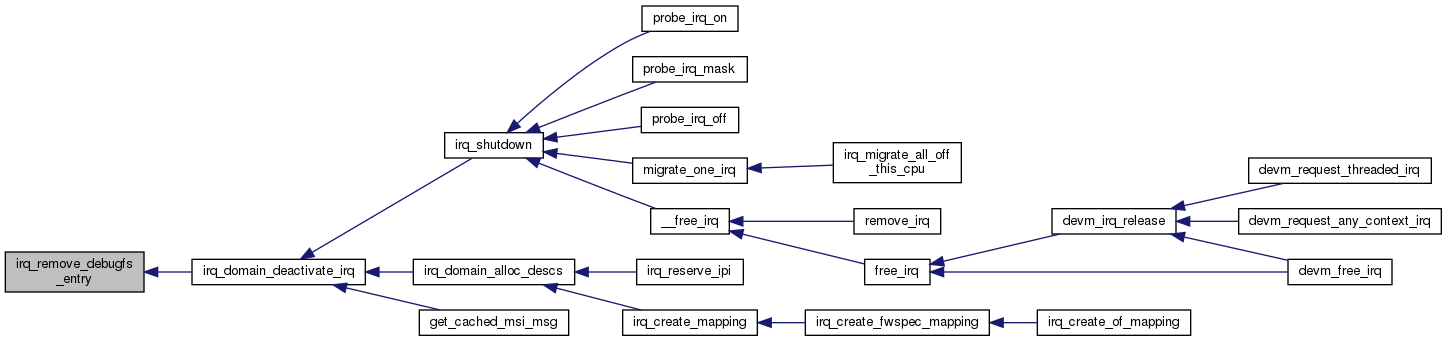 probe_irq_on
probe_irq_mask
probe_irq_off
irq_shutdown
migrate_one_irq
irq_migrate_all_off
_this_cpu
devm_request_threaded_irq
__free_irq
remove_irq
devm_irq_release
devm_request_any_context_irq
irq_remove_debugfs
_entry
irq_domain_deactivate_irq
irq_domain_alloc_descs
irq_reserve_ipi
free_irq
devm_free_irq
get_cached_msi_msg
irq_create_mapping
irq_create_fwspec_mapping
irq_create_of_mapping